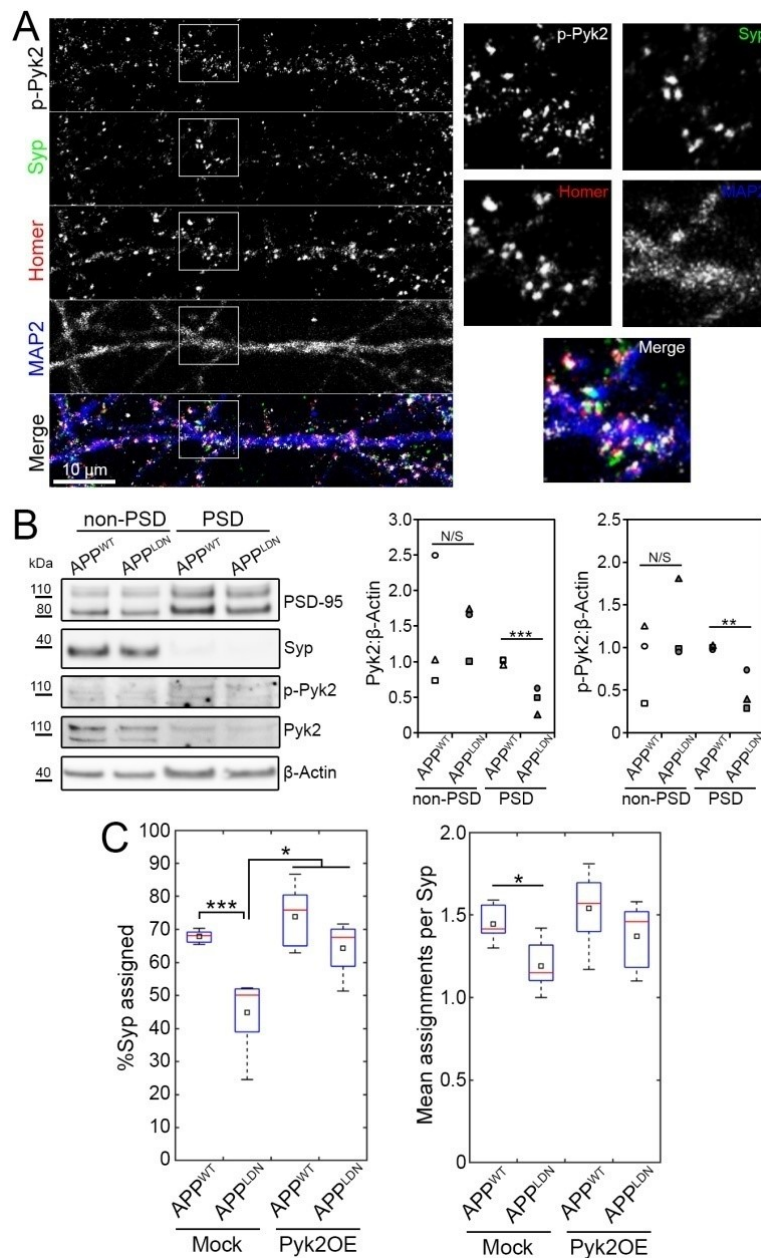 A
p-Pyk2
Syp
Homer
MAP2
Merge
10 µm
p-Pyk2
Syp
Homer
MAP2
Merge
B
non-PSD PSD
kDa APP^WT APP^LDN APP^WT APP^LDN
110
80
PSD-95
40
Syp
110
p-Pyk2
110
Pyk2
40
β-Actin
Pyk2:β-Actin
3.0
2.5
2.0
1.5
1.0
0.5
0
N/S
***
APP^WT APP^LDN APP^WT APP^LDN
non-PSD PSD
p-Pyk2:β-Actin
2.5
2.0
1.5
1.0
0.5
0
N/S
**
APP^WT APP^LDN APP^WT APP^LDN
non-PSD PSD
C
%Syp assigned
100
90
80
70
60
50
40
30
20
10
0
***
*
APP^WT APP^LDN APP^WT APP^LDN
Mock Pyk2OE
Mean assignments per Syp
2.0
1.5
1.0
0.5
0
*
APP^WT APP^LDN APP^WT APP^LDN
Mock Pyk2OE